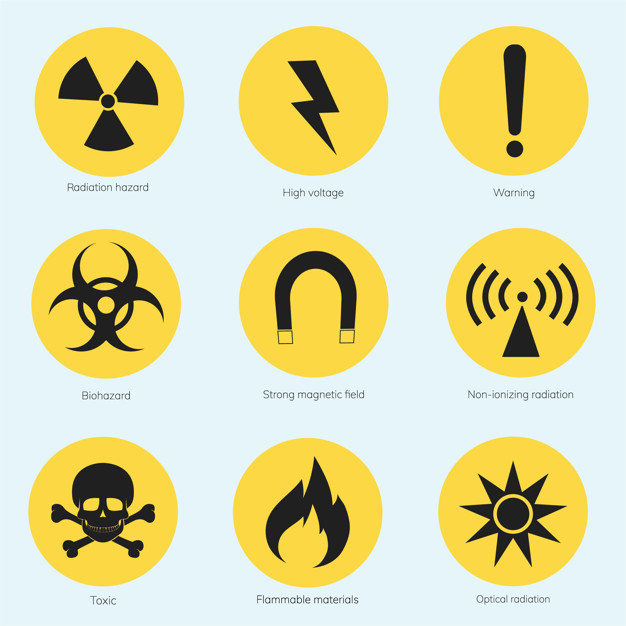 Radiation hazard
High voltage
Warning
Biohazard
Strong magnetic field
Non-ionizing radiation
Toxic
Flammable materials
Optical radiation